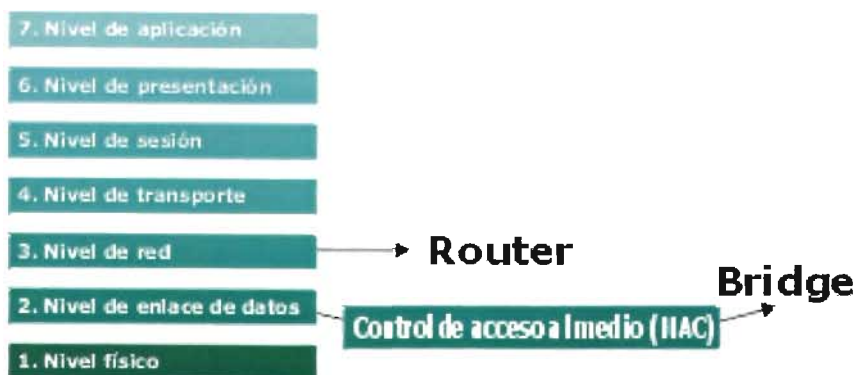 7. Nivel de aplicación
6. Nivel de presentación
5. Nivel de sesión
4. Nivel de transporte
3. Nivel de red
Router
2. Nivel de enlace de datos
Control de acceso al medio (MAC)
Bridge
1. Nivel físico